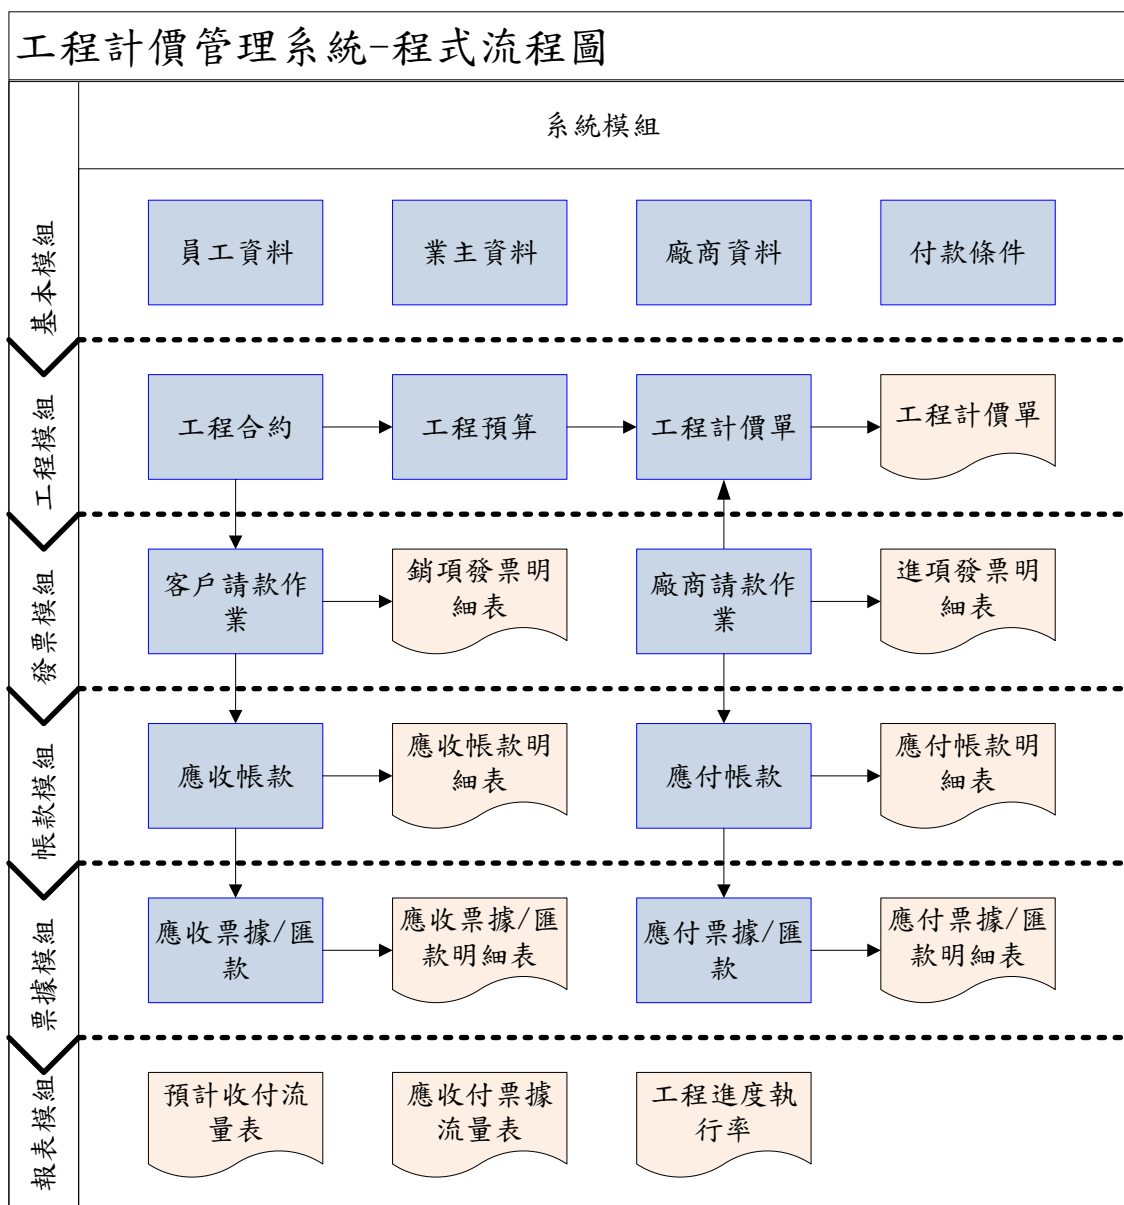 工程計價管理系統-程式流程圖
系統模組
基本模組
員工資料
業主資料
廠商資料
付款條件
工程模組
工程合約
工程預算
工程計價單
工程計價單
發票模組
客戶請款作
業
銷項發票明
細表
廠商請款作
業
進項發票明
細表
帳款模組
應收帳款
應收帳款明
細表
應付帳款
應付帳款明
細表
票據模組
應收票據/匯
款
應收票據/匯
款明細表
應付票據/匯
款
應付票據/匯
款明細表
報表模組
預計收付流
量表
應收付票據
流量表
工程進度執
行率